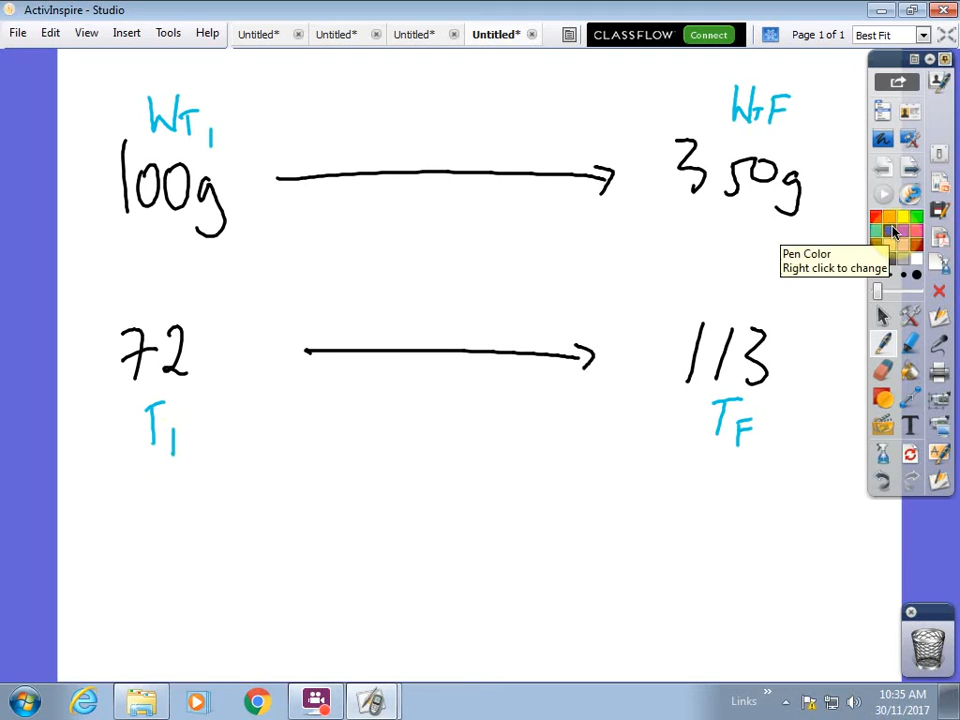 ActivInspire - Studio
File Edit View Insert Tools Help
Untitled* Untitled* Untitled* Untitled*
CLASSFLOW Connect
Page 1 of 1 Best Fit
WT1 WTF
100g 350g
Pen Color
Right click to change
72 113
T1 TF
T
Links »
10:35 AM
30/11/2017